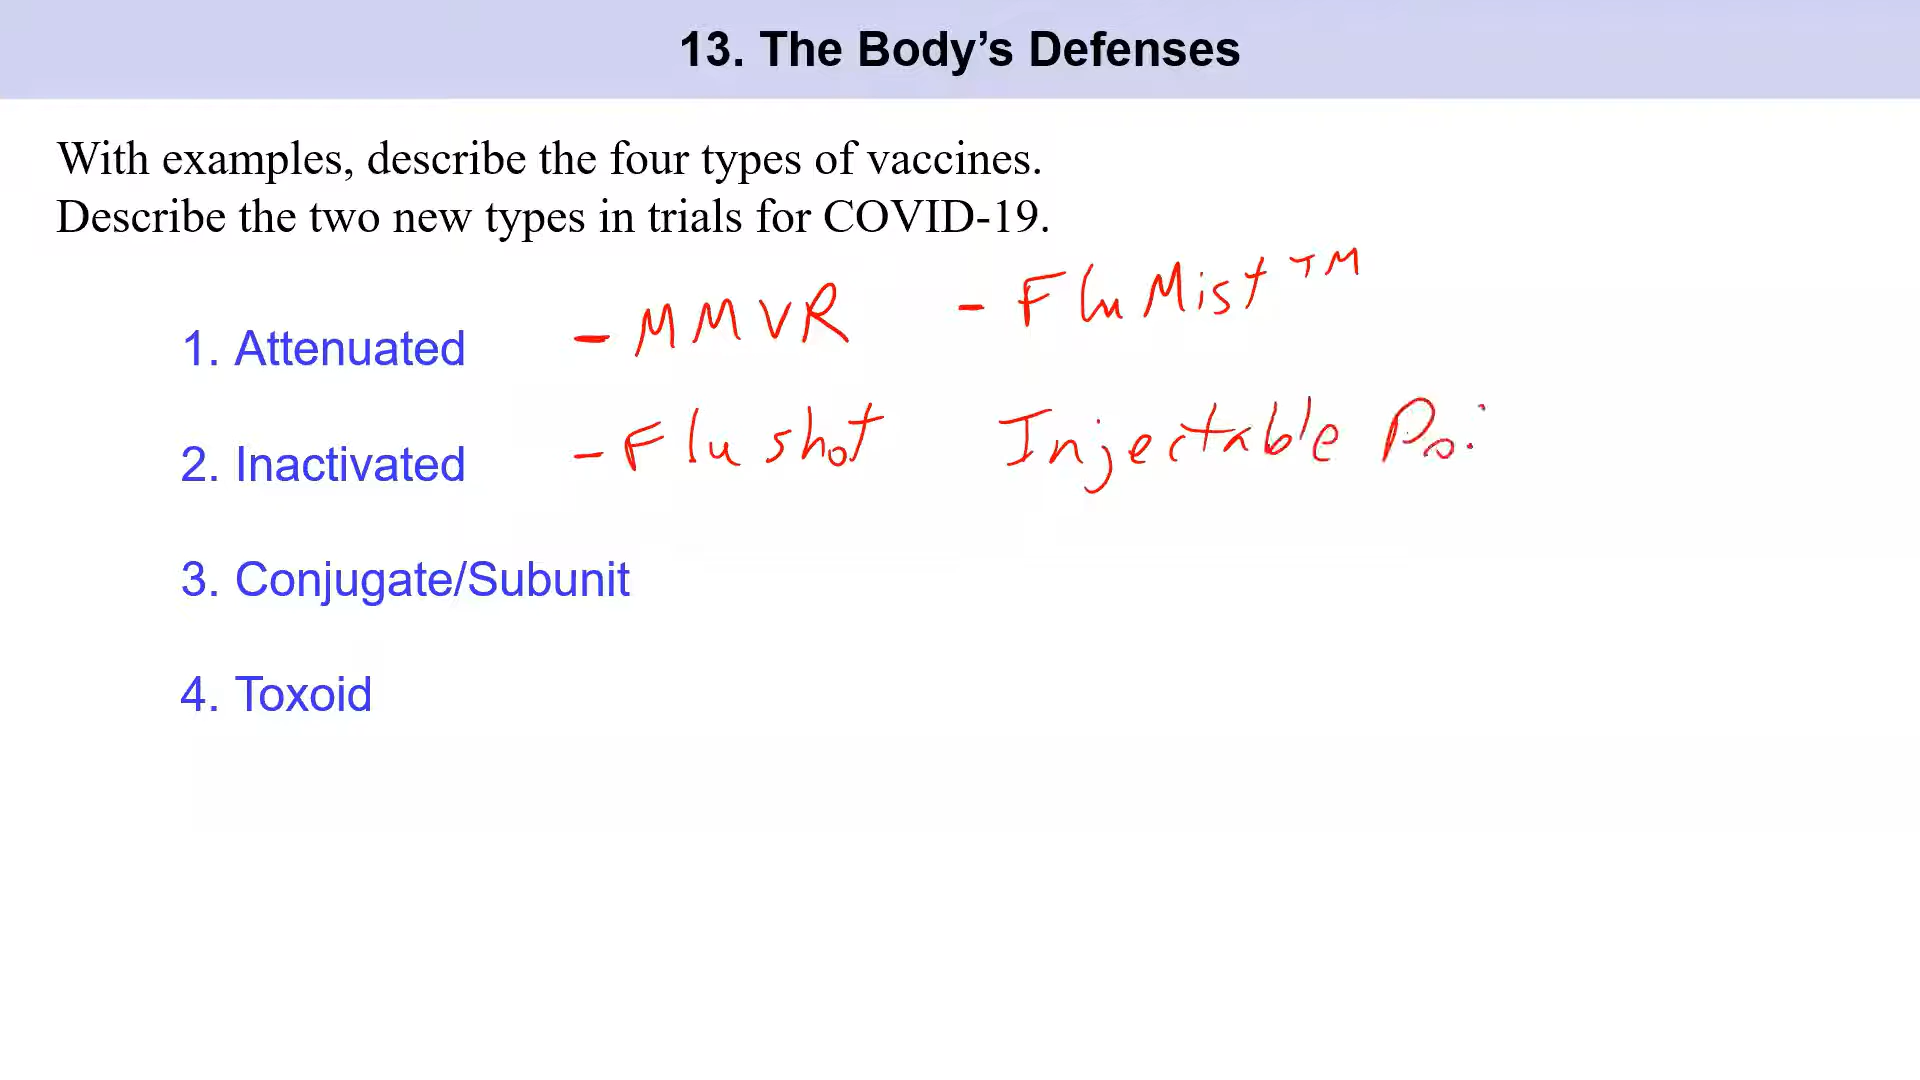 13. The Body’s Defenses
With examples, describe the four types of vaccines.
Describe the two new types in trials for COVID-19.
1. Attenuated - MMVR - FluMist™
2. Inactivated - Flu shot Injectable
3. Conjugate/Subunit
4. Toxoid